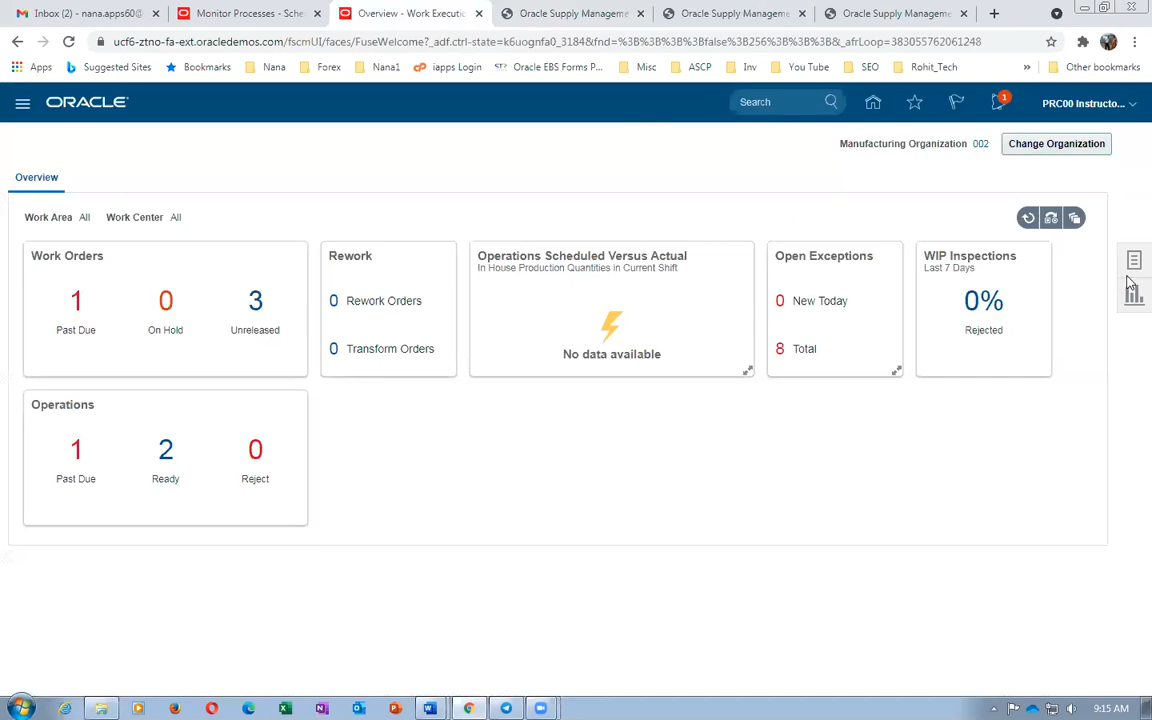 Inbox (2) - nana.apps60@
Monitor Processes - Sche
Overview - Work Executi
Oracle Supply Manageme
Oracle Supply Manageme
Oracle Supply Manageme
ucf6-ztno-fa-ext.oracledemos.com/fscmUI/faces/FuseWelcome?_adf.ctrl-state=k6uognfa0_3184&fnd=%3B%3B%3B%3Bfalse%3B256%3B%3B%3B&_afrLoop=383055762061248
Apps
Suggested Sites
Bookmarks
Nana
Forex
Nana1
iapps Login
Oracle EBS Forms P...
Misc
ASCP
Inv
You Tube
SEO
Rohit_Tech
»
Other bookmarks
ORACLE
Search
1
PRC00 Instructo...
Manufacturing Organization 002
Change Organization
Overview
Work Area All Work Center All
Work Orders
1 0 3
Past Due On Hold Unreleased
Rework
0 Rework Orders
0 Transform Orders
Operations Scheduled Versus Actual
In House Production Quantities in Current Shift
No data available
Open Exceptions
0 New Today
8 Total
WIP Inspections
Last 7 Days
0%
Rejected
Operations
1 2 0
Past Due Ready Reject
9:15 AM